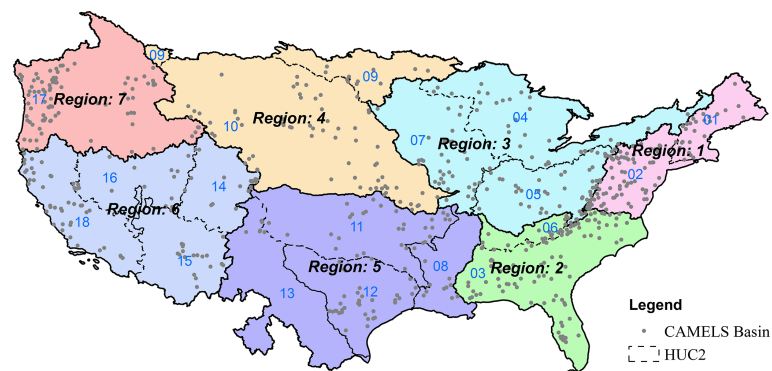 09
09
17
Region: 7
01
10
Region: 4
04
07
Region: 3
Region: 1
16
14
02
05
18
Region: 6
11
06
15
13
Region: 5
12
08
03
Region: 2
Legend
CAMELS Basin
HUC2